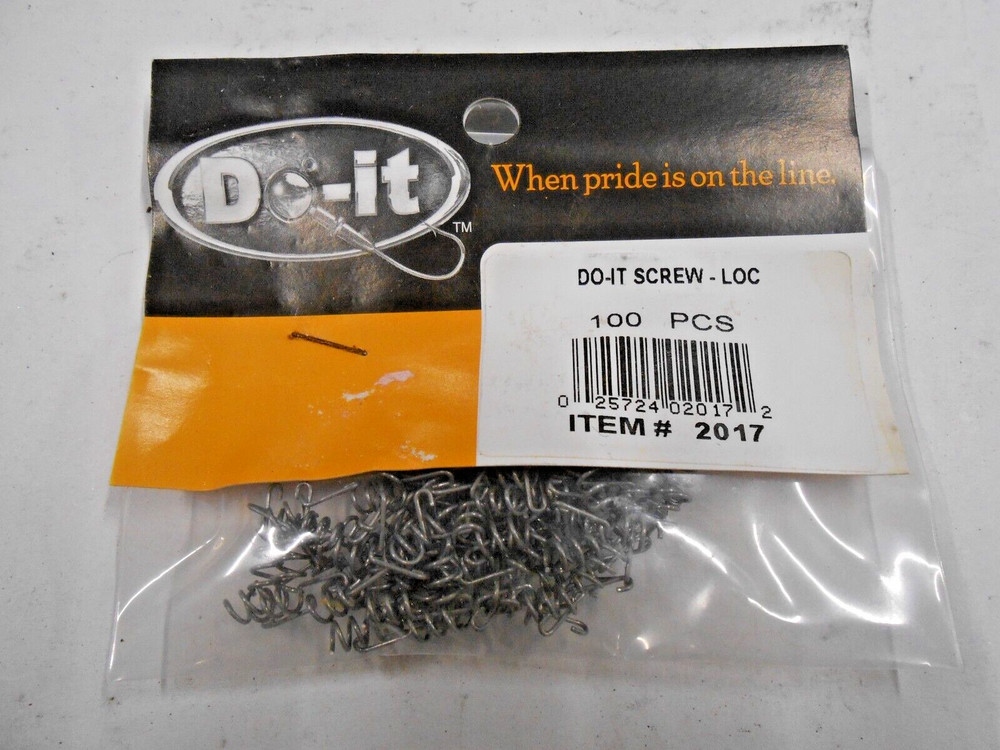 Do-it
TM
When pride is on the line.
DO-IT SCREW - LOC
100 PCS
0 25724 02017 2
ITEM # 2017